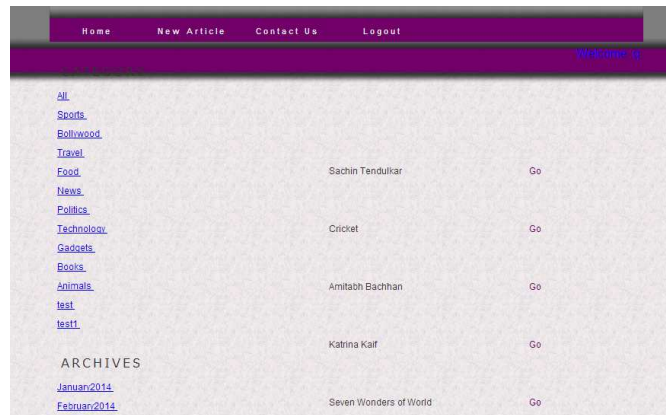 Home New Article Contact Us Logout
Welcome
All
Sports
Bollywood
Travel
Food
News
Politics
Technology
Gadgets
Books
Animals
test
test1
ARCHIVES
January2014
February2014
Sachin Tendulkar Go
Cricket Go
Amitabh Bachhan Go
Katrina Kaif Go
Seven Wonders of World Go